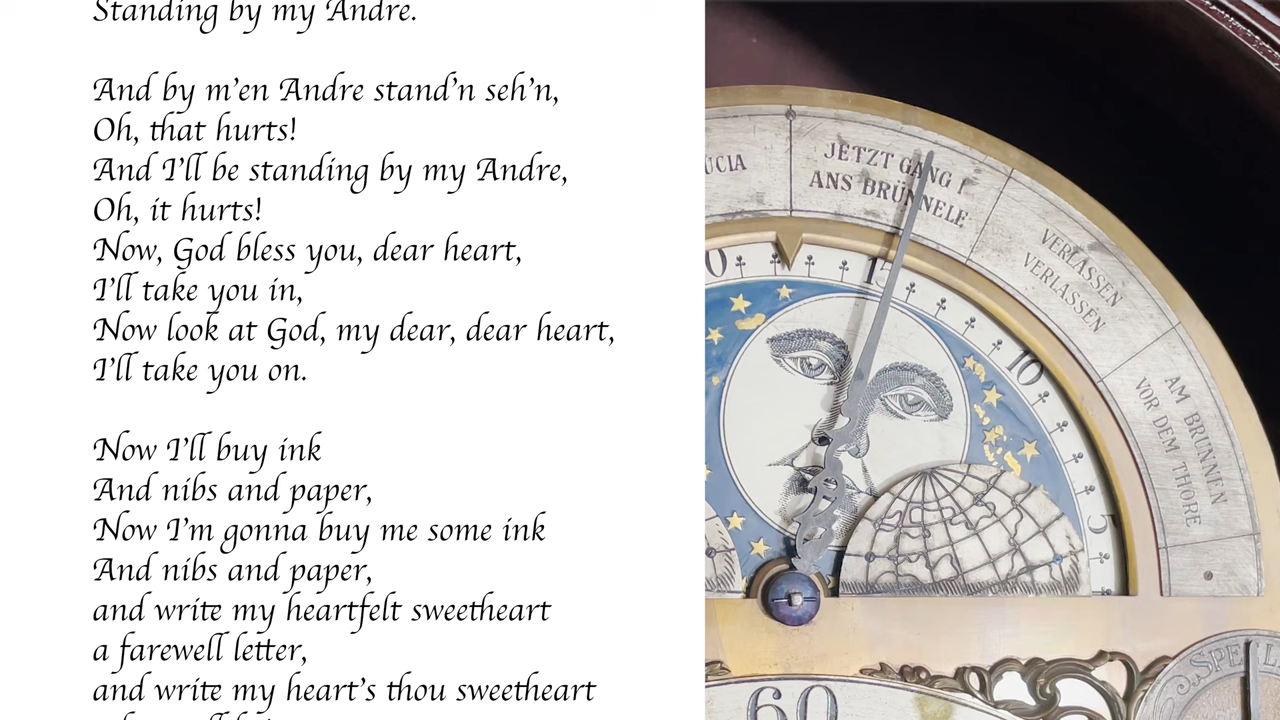 Standing by my Andre.
And by m'en Andre stand'n seh'n,
Oh, that hurts!
And I'll be standing by my Andre,
Oh, it hurts!
Now, God bless you, dear heart,
I'll take you in,
Now look at God, my dear, dear heart,
I'll take you on.
Now I'll buy ink
And nibs and paper,
Now I'm gonna buy me some ink
And nibs and paper,
and write my heartfelt sweetheart
a farewell letter,
and write my heart's thou sweetheart
JETZT GANG I
ANS BRÜNNELE
VERLASSEN
VERLASSEN
AM BRUNNEN
VOR DEM THORE
15
10
5
60